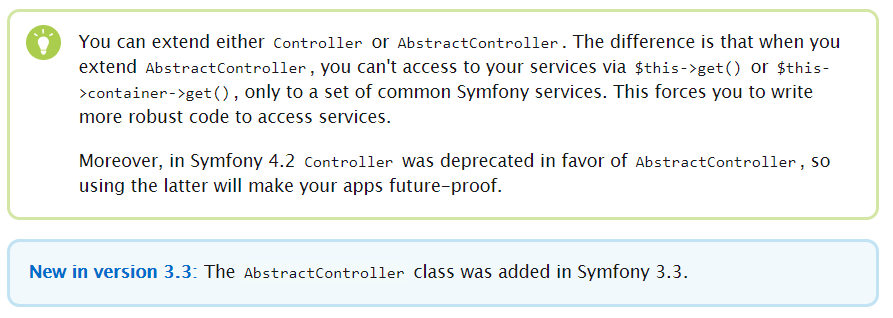 You can extend either Controller or AbstractController. The difference is that when you
extend AbstractController, you can't access to your services via $this->get() or $this-
>container->get(), only to a set of common Symfony services. This forces you to write
more robust code to access services.
Moreover, in Symfony 4.2 Controller was deprecated in favor of AbstractController, so
using the latter will make your apps future-proof.
New in version 3.3: The AbstractController class was added in Symfony 3.3.